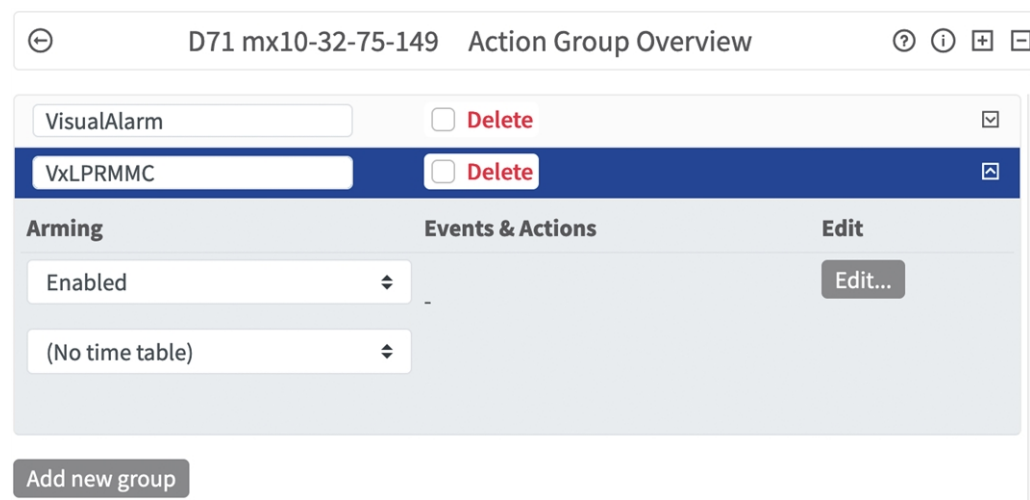 D71 mx10-32-75-149 Action Group Overview
VisualAlarm Delete
VxLPRMMC Delete
Arming Events & Actions Edit
Enabled - Edit...
(No time table)
Add new group